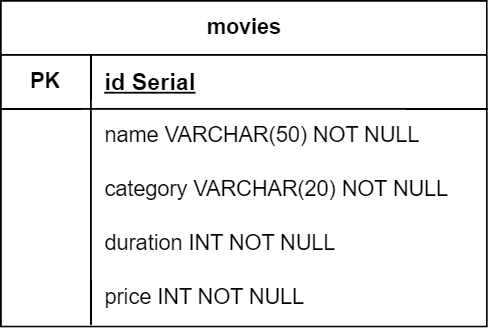 movies
PK id Serial
name VARCHAR(50) NOT NULL
category VARCHAR(20) NOT NULL
duration INT NOT NULL
price INT NOT NULL